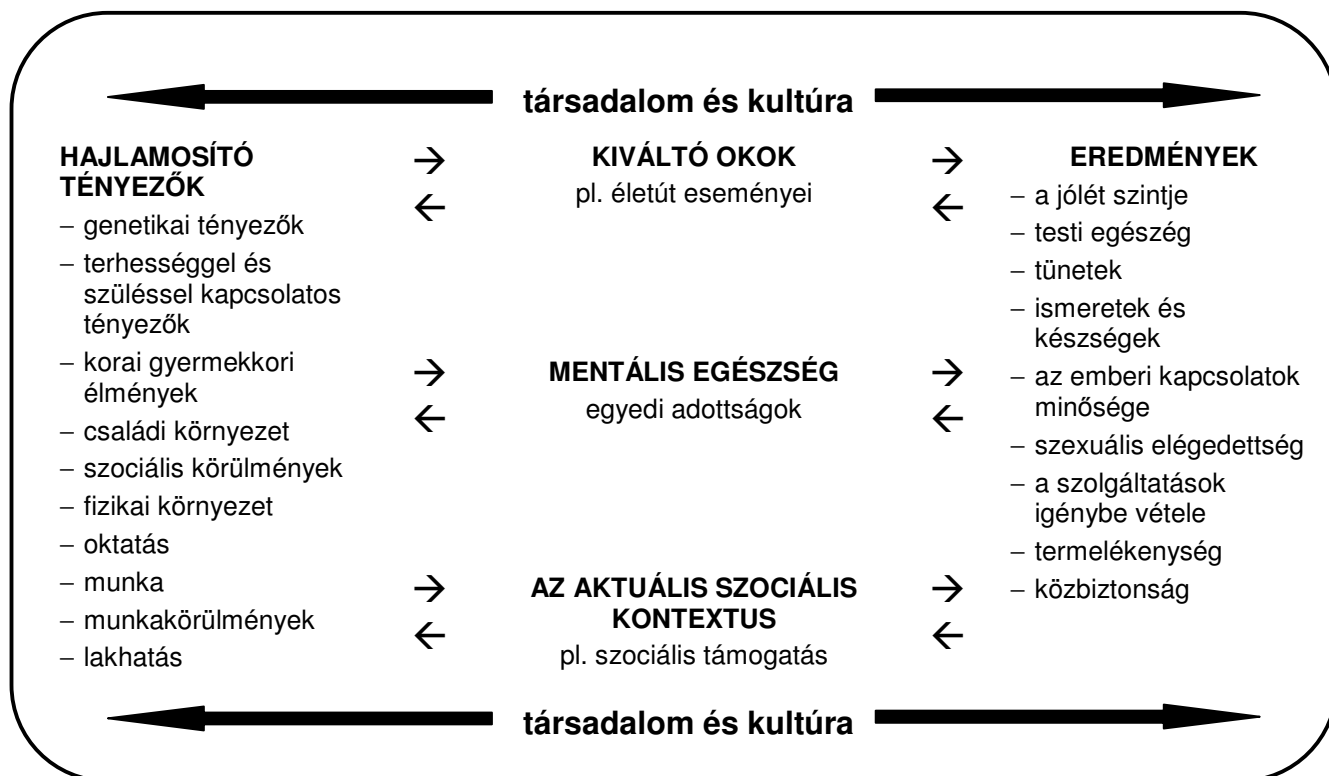 társadalom és kultúra
HAJLAMOSÍTÓ
TÉNYEZŐK
– genetikai tényezők
– terhességgel és
szüléssel kapcsolatos
tényezők
– korai gyermekkori
élmények
– családi környezet
– szociális körülmények
– fizikai környezet
– oktatás
– munka
– munkakörülmények
– lakhatás
→
←
→
←
→
←
KIVÁLTÓ OKOK
pl. életút eseményei
MENTÁLIS EGÉSZSÉG
egyedi adottságok
AZ AKTUÁLIS SZOCIÁLIS
KONTEXTUS
pl. szociális támogatás
→
←
→
←
→
←
EREDMÉNYEK
– a jólét szintje
– testi egészég
– tünetek
– ismeretek és
készségek
– az emberi kapcsolatok
minősége
– szexuális elégedettség
– a szolgáltatások
igénybe vétele
– termelékenység
– közbiztonság
társadalom és kultúra